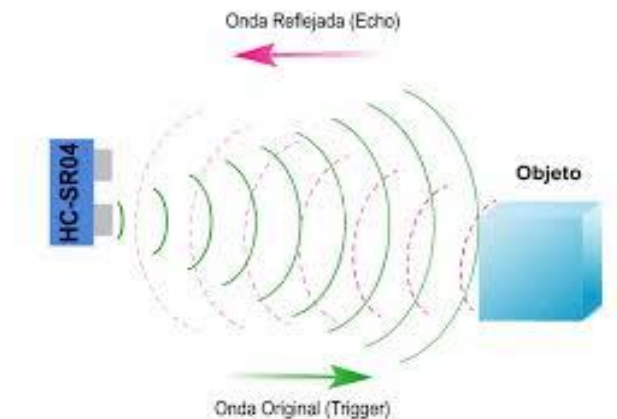 Onda Reflejada (Echo)
HC-SR04
Objeto
Onda Original (Trigger)